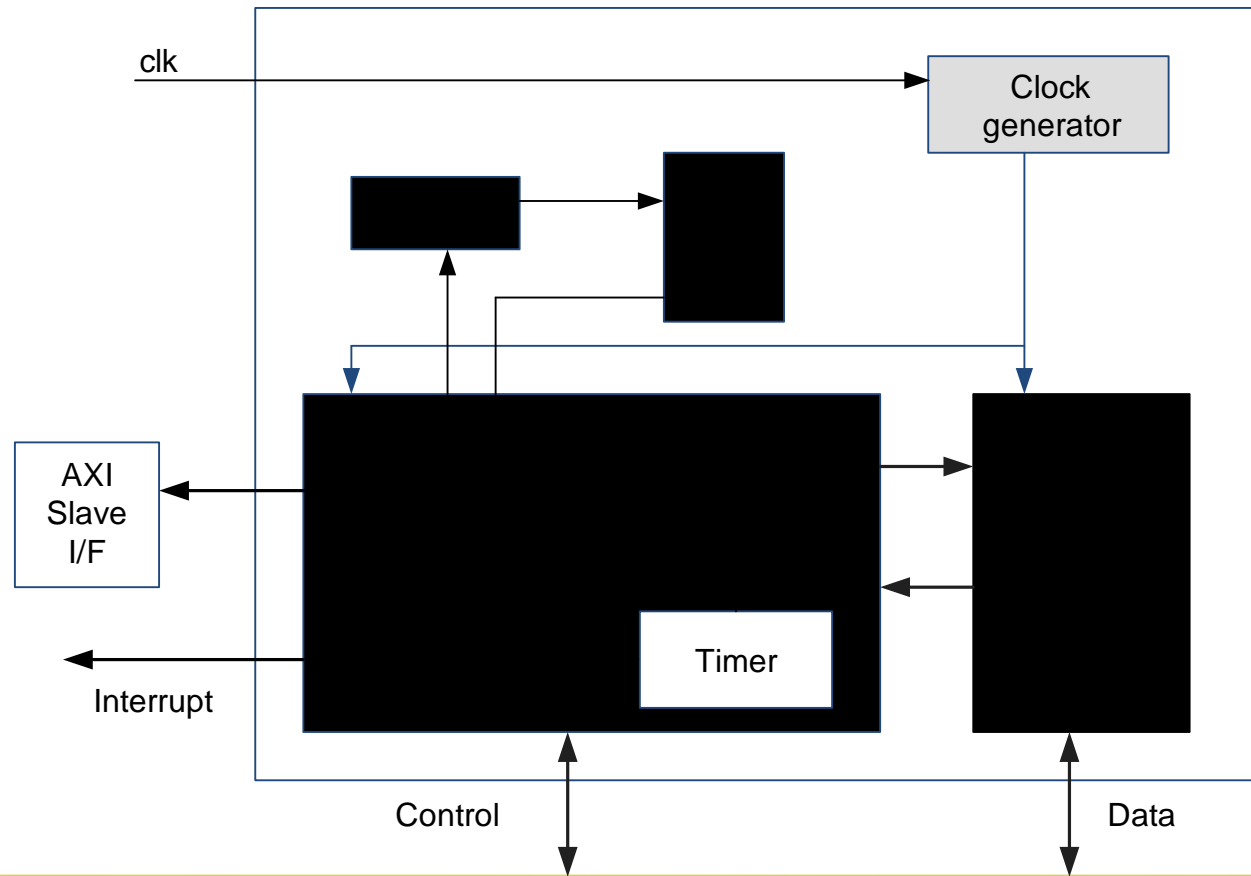 clk
Clock
generator
AXI
Slave
I/F
Timer
Interrupt
Control
Data